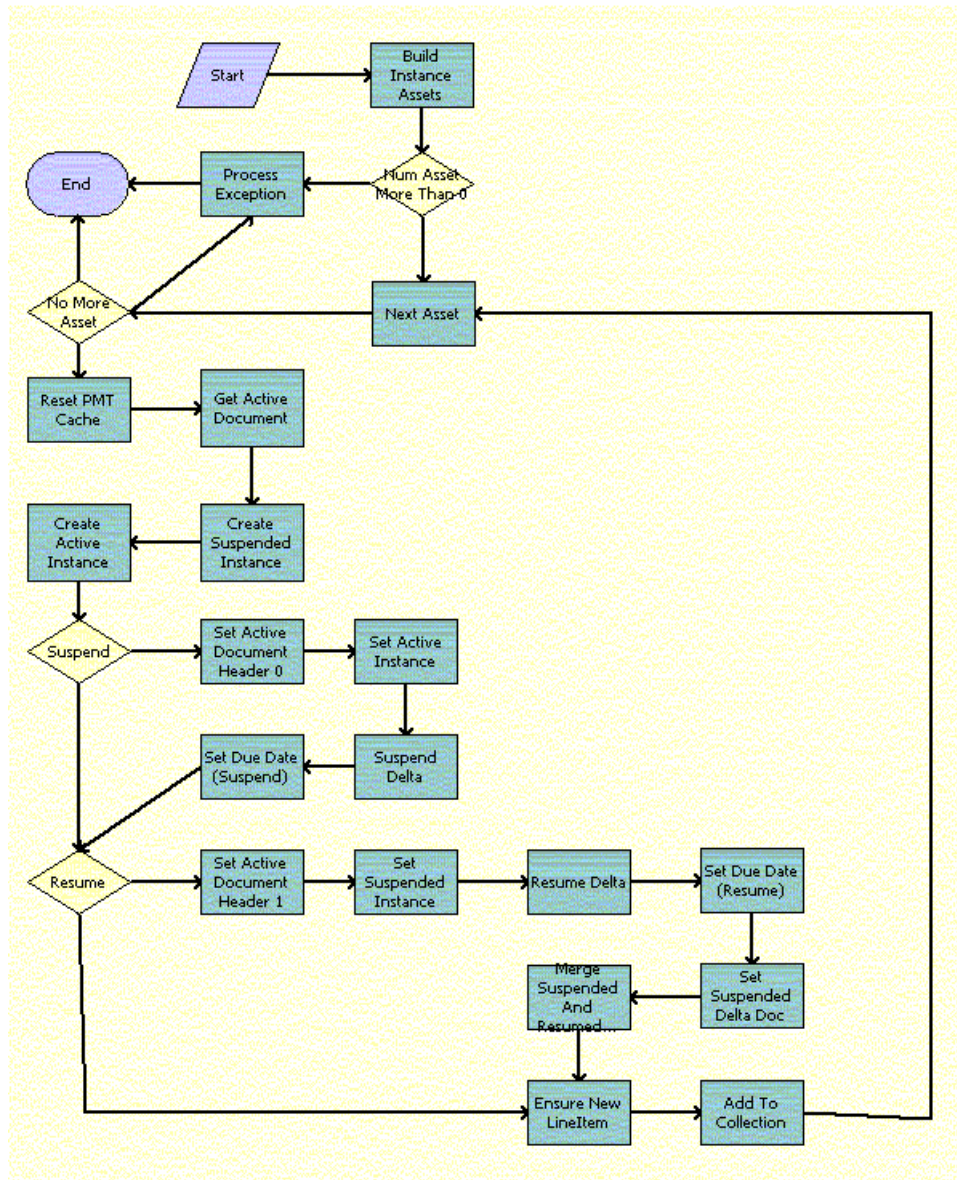 Start
Build
Instance
Assets
End
Process
Exception
Num Asset
More Than 0
No More
Asset
Next Asset
Reset PMT
Cache
Get Active
Document
Create
Active
Instance
Create
Suspended
Instance
Suspend
Set Active
Document
Header 0
Set Active
Instance
Set Due Date
(Suspend)
Suspend
Delta
Resume
Set Active
Document
Header 1
Set
Suspended
Instance
Resume Delta
Set Due Date
(Resume)
Merge
Suspended
And
Resumed...
Set
Suspended
Delta Doc
Ensure New
LineItem
Add To
Collection